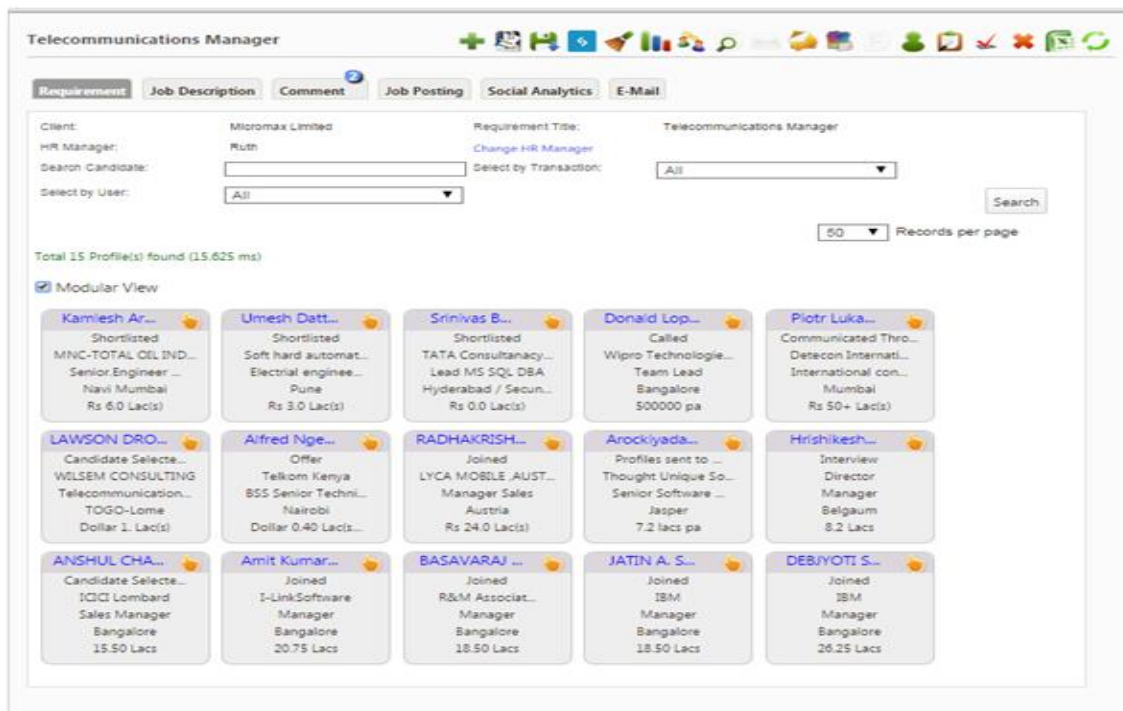 Telecommunications Manager
Requirement Job Description Comment 2 Job Posting Social Analytics E-Mail
Client: Micromax Limited Requirement Title: Telecommunications Manager
HR Manager: Ruth Change HR Manager
Search Candidate: Select by Transaction: All
Select by User: All
Search
50 Records per page
Total 15 Profile(s) found (15.625 ms)
Modular View
Kamlesh Ar... Umesh Datt... Srinivas B... Donald Lop... Piotr Luka...
Shortlisted Shortlisted Shortlisted Called Communicated Thro...
MNC-TOTAL OIL IND... Soft hard automat... TATA Consultanacy... Wipro Technologie... Detecon Internati...
Senior.Engineer ... Electrial enginee... Lead MS SQL DBA Team Lead International con...
Navi Mumbai Pune Hyderabad / Secun... Bangalore Mumbai
Rs 6.0 Lac(s) Rs 3.0 Lac(s) Rs 0.0 Lac(s) 500000 pa Rs 50+ Lac(s)
LAWSON DRO... Alfred Nge... RADHAKRISH... Arockiyada... Hrishikesh...
Candidate Selecte... Offer Joined Profiles sent to ... Interview
WILSEM CONSULTING Telkom Kenya LYCA MOBILE ,AUST... Thought Unique So... Director
Telecommunication... BSS Senior Techni... Manager Sales Senior Software ... Manager
TOGO-Lome Nairobi Austria Jasper Belgaum
Dollar 1. Lac(s) Dollar 0.40 Lac(s... Rs 24.0 Lac(s) 7.2 lacs pa 8.2 Lacs
ANSHUL CHA... Amit Kumar... BASAVARAJ ... JATIN A. S... DEBJYOTI S...
Candidate Selecte... Joined Joined Joined Joined
ICICI Lombard I-LinkSoftware R&M Associat... IBM IBM
Sales Manager Manager Manager Manager Manager
Bangalore Bangalore Bangalore Bangalore Bangalore
15.50 Lacs 20.75 Lacs 18.50 Lacs 18.50 Lacs 26.25 Lacs